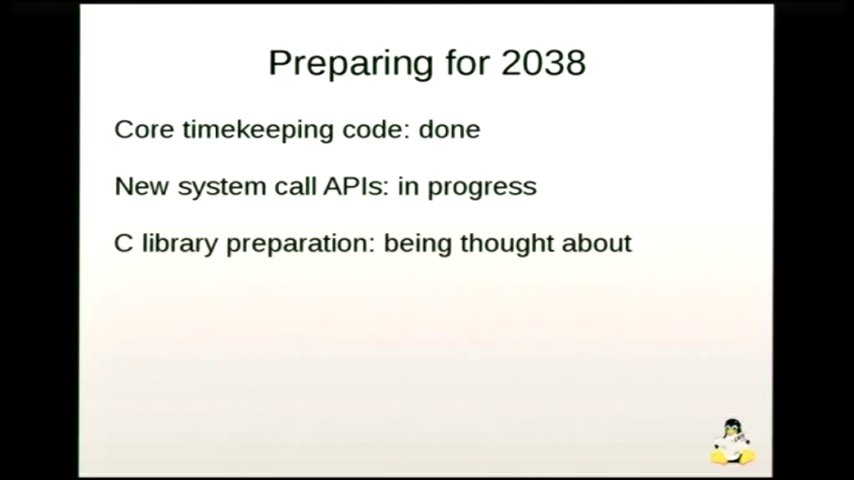 Preparing for 2038
Core timekeeping code: done
New system call APIs: in progress
C library preparation: being thought about